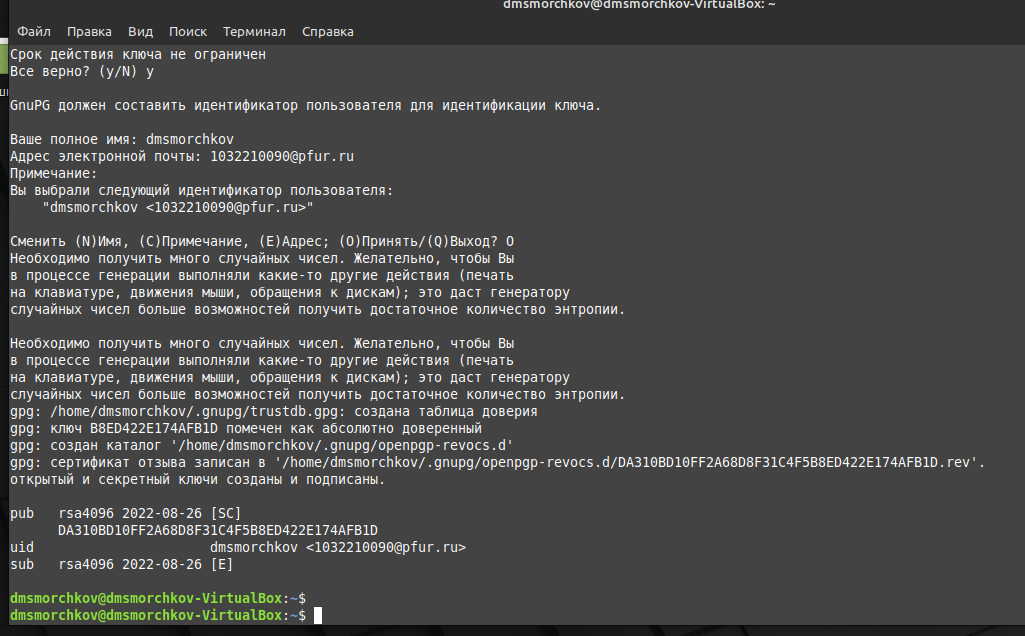 dmsmorchkov@dmsmorchkov-VirtualBox: ~
Файл Правка Вид Поиск Терминал Справка
Срок действия ключа не ограничен
Все верно? (y/N) y
GnuPG должен составить идентификатор пользователя для идентификации ключа.
Ваше полное имя: dmsmorchkov
Адрес электронной почты: 1032210090@pfur.ru
Примечание:
Вы выбрали следующий идентификатор пользователя:
"dmsmorchkov <1032210090@pfur.ru>"
Сменить (N)Имя, (C)Примечание, (E)Адрес; (O)Принять/(Q)Выход? O
Необходимо получить много случайных чисел. Желательно, чтобы Вы
в процессе генерации выполняли какие-то другие действия (печать
на клавиатуре, движения мыши, обращения к дискам); это даст генератору
случайных чисел больше возможностей получить достаточное количество энтропии.
Необходимо получить много случайных чисел. Желательно, чтобы Вы
в процессе генерации выполняли какие-то другие действия (печать
на клавиатуре, движения мыши, обращения к дискам); это даст генератору
случайных чисел больше возможностей получить достаточное количество энтропии.
gpg: /home/dmsmorchkov/.gnupg/trustdb.gpg: создана таблица доверия
gpg: ключ B8ED422E174AFB1D помечен как абсолютно доверенный
gpg: создан каталог '/home/dmsmorchkov/.gnupg/openpgp-revocs.d'
gpg: сертификат отзыва записан в '/home/dmsmorchkov/.gnupg/openpgp-revocs.d/DA310BD10FF2A68D8F31C4F5B8ED422E174AFB1D.rev'.
открытый и секретный ключи созданы и подписаны.
pub rsa4096 2022-08-26 [SC]
DA310BD10FF2A68D8F31C4F5B8ED422E174AFB1D
uid dmsmorchkov <1032210090@pfur.ru>
sub rsa4096 2022-08-26 [E]
dmsmorchkov@dmsmorchkov-VirtualBox:~$
dmsmorchkov@dmsmorchkov-VirtualBox:~$